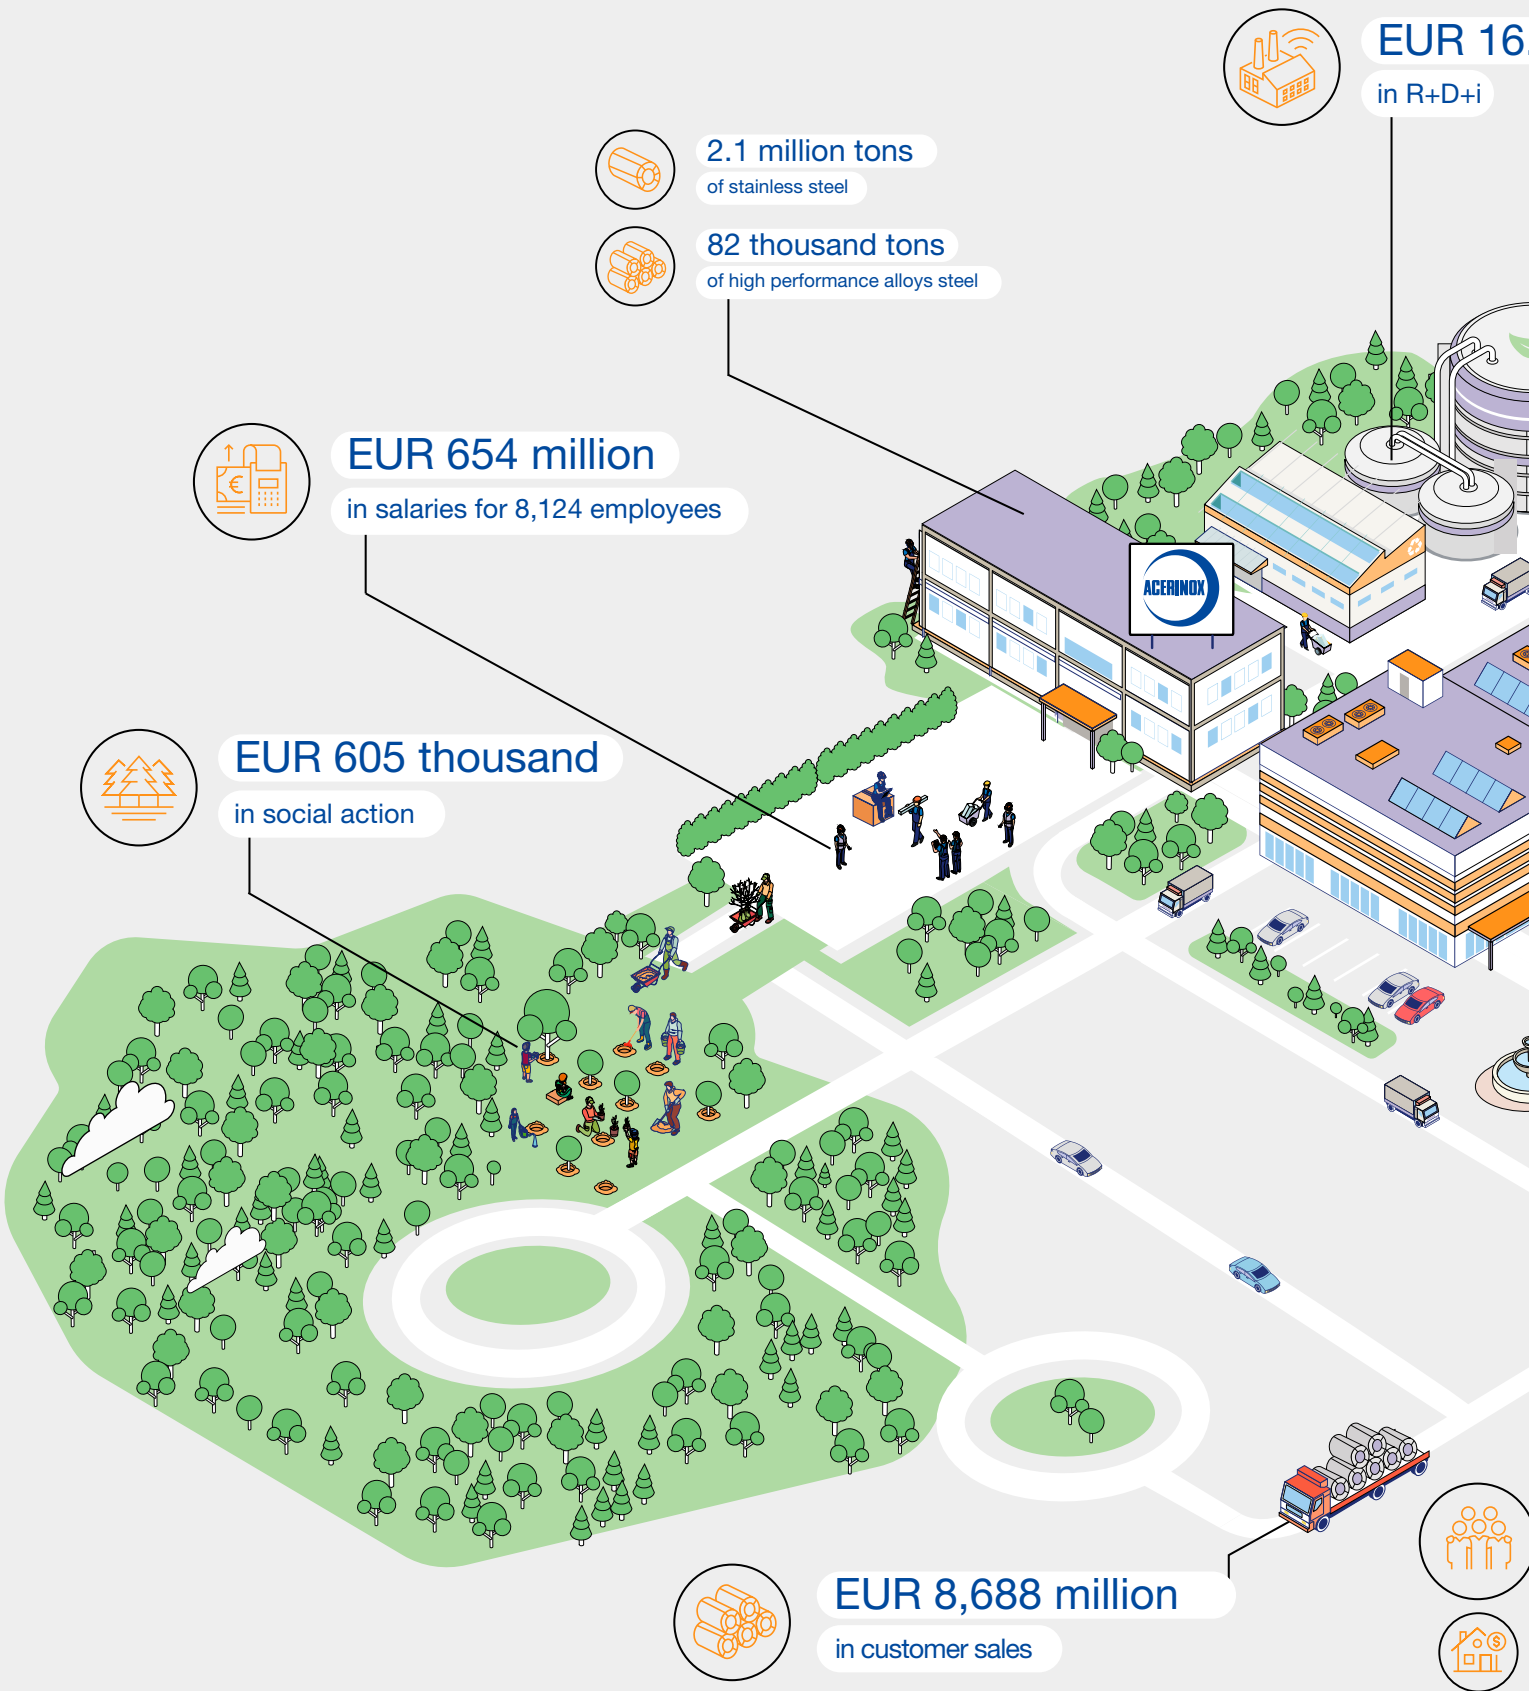 EUR 16.
in R+D+i
2.1 million tons
of stainless steel
82 thousand tons
of high performance alloys steel
EUR 654 million
in salaries for 8,124 employees
ACERINOX
EUR 605 thousand
in social action
EUR 8,688 million
in customer sales